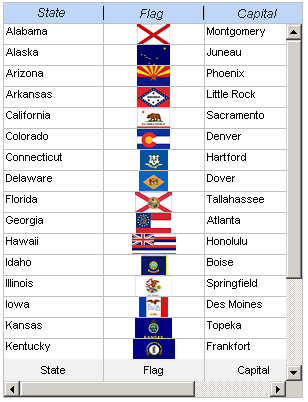 State Flag Capital
Alabama Montgomery
Alaska Juneau
Arizona Phoenix
Arkansas Little Rock
California Sacramento
Colorado Denver
Connecticut Hartford
Delaware Dover
Florida Tallahassee
Georgia Atlanta
Hawaii Honolulu
Idaho Boise
Illinois Springfield
Iowa Des Moines
Kansas Topeka
Kentucky Frankfort
State Flag Capital